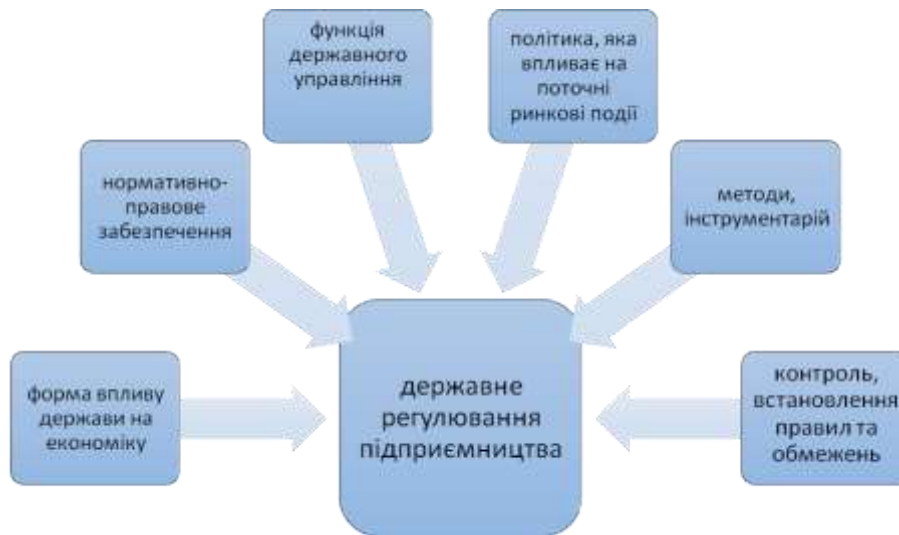 функція
державного
управління
політика, яка
впливає на
поточні
ринкові події
нормативно-
правове
забезпечення
методи,
інструментарій
форма впливу
держави на
економіку
державне
регулювання
підприємництва
контроль,
встановлення
правил та
обмежень